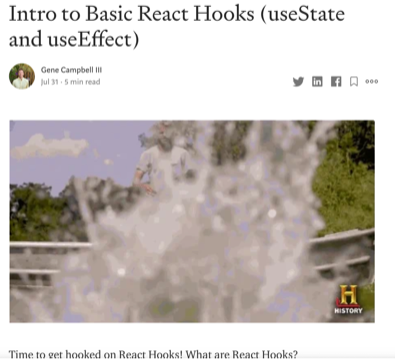 Intro to Basic React Hooks (useState
and useEffect)
Gene Campbell III
Jul 31 · 5 min read
H
HISTORY
Time to get hooked on React Hooks! What are React Hooks?